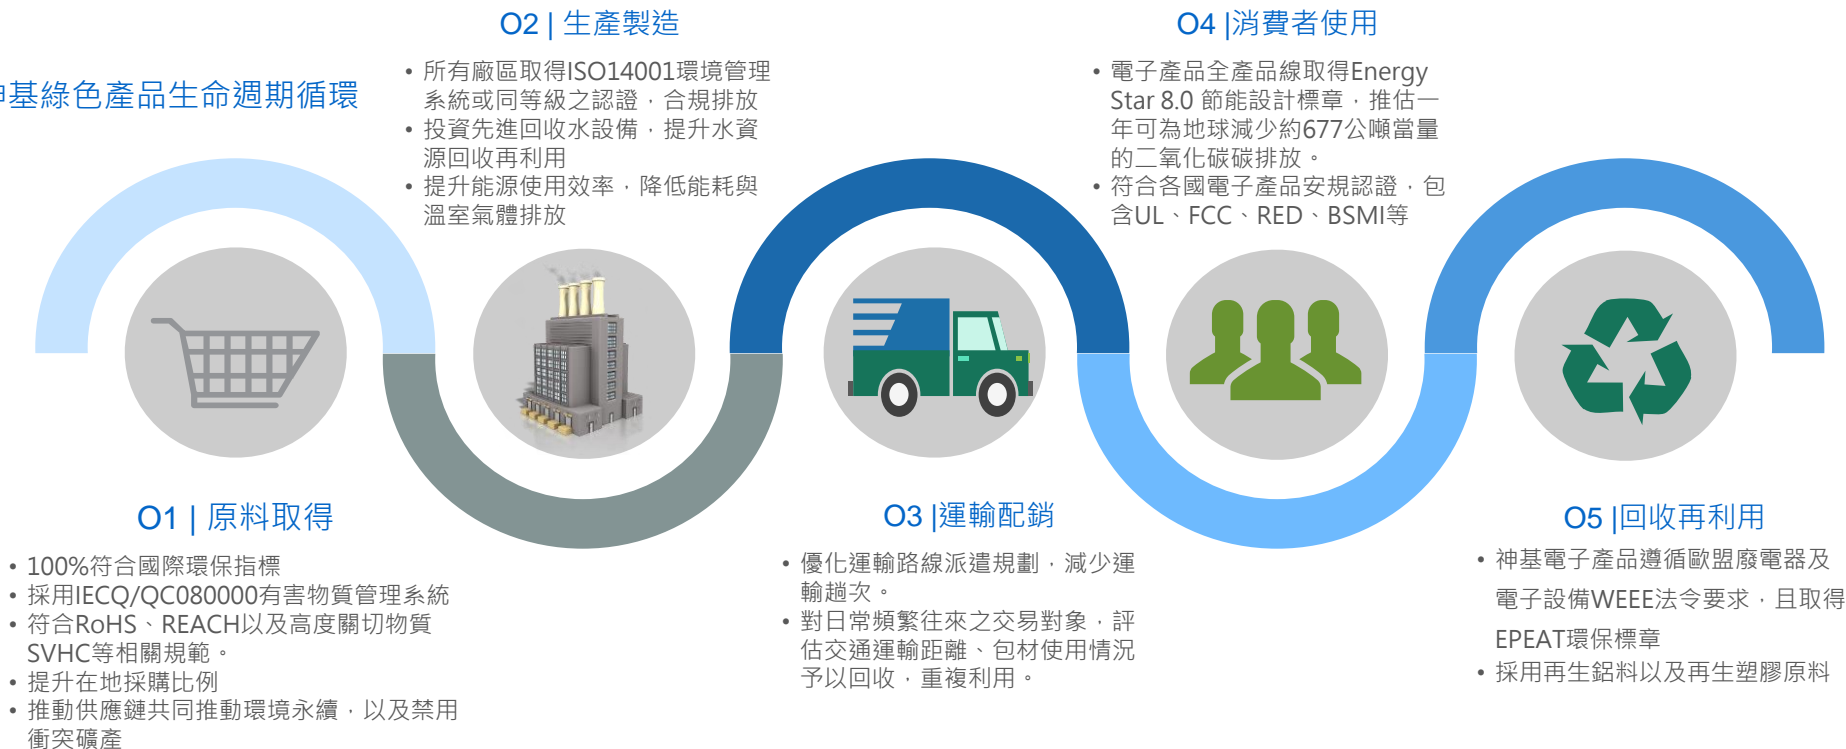 神基綠色產品生命週期循環
O1 | 原料取得
• 100%符合國際環保指標
• 採用IECQ/QC080000有害物質管理系統
• 符合RoHS、REACH以及高度關切物質
SVHC等相關規範。
• 提升在地採購比例
• 推動供應鏈共同推動環境永續，以及禁用
衝突礦產
O2 | 生產製造
• 所有廠區取得ISO14001環境管理
系統或同等級之認證，合規排放
• 投資先進回收水設備，提升水資
源回收再利用
• 提升能源使用效率，降低能耗與
溫室氣體排放
O3 |運輸配銷
• 優化運輸路線派遣規劃，減少運
輸趟次。
• 對日常頻繁往來之交易對象，評
估交通運輸距離、包材使用情況
予以回收，重複利用。
O4 |消費者使用
• 電子產品全產品線取得Energy
Star 8.0 節能設計標章，推估一
年可為地球減少約677公噸當量
的二氧化碳碳排放。
• 符合各國電子產品安規認證，包
含UL、FCC、RED、BSMI等
O5 |回收再利用
• 神基電子產品遵循歐盟廢電器及
電子設備WEEE法令要求，且取得
EPEAT環保標章
• 採用再生鋁料以及再生塑膠原料